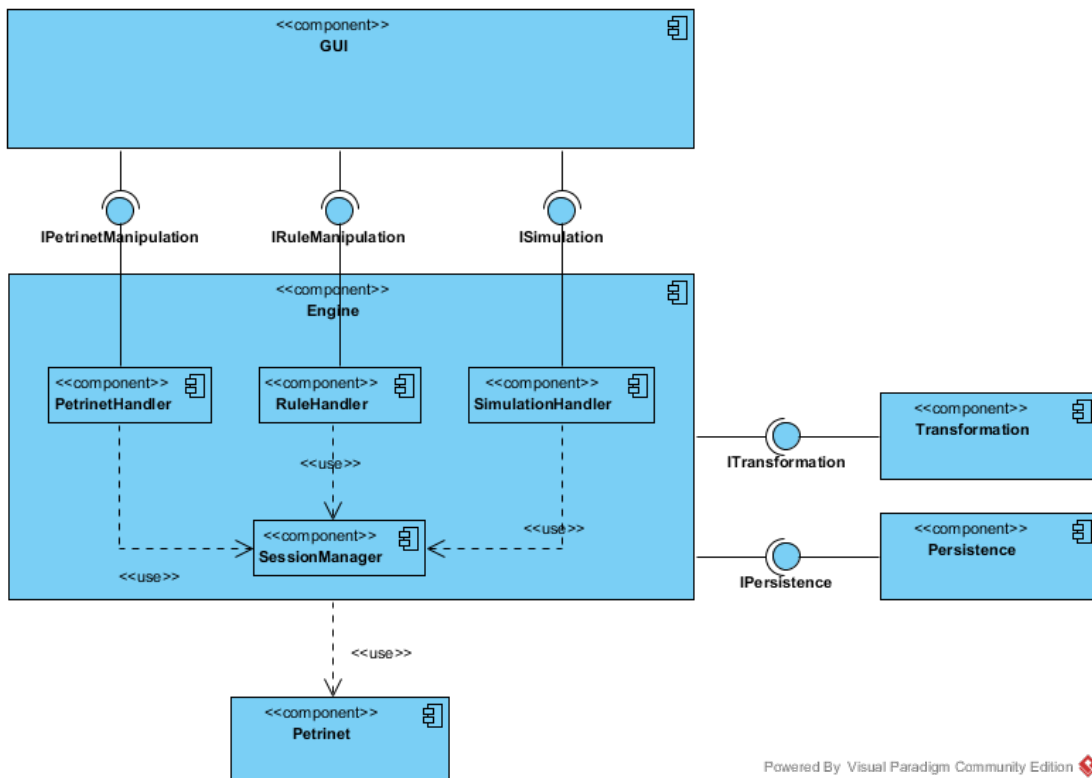 <<component>>
GUI
IPetrinetManipulation
IRuleManipulation
ISimulation
<<component>>
Engine
<<component>>
PetrinetHandler
<<component>>
RuleHandler
<<component>>
SimulationHandler
<<component>>
Transformation
<<use>>
ITransformation
<<component>>
SessionManager
<<use>>
<<component>>
Persistence
<<use>>
IPersistence
<<use>>
<<component>>
Petrinet
Powered By Visual Paradigm Community Edition